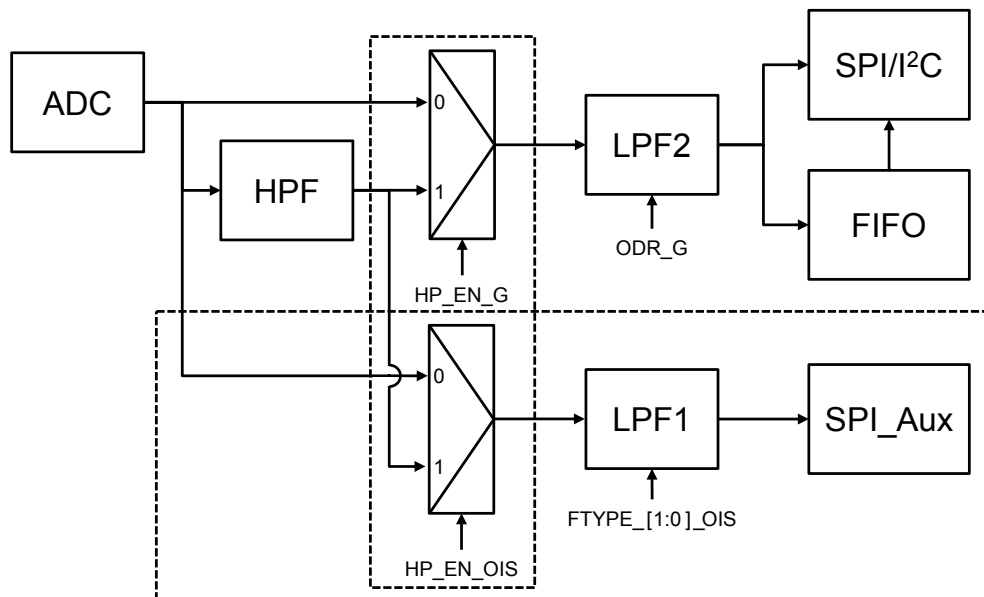 ADC
HPF
0
1
HP_EN_G
LPF2
ODR_G
SPI/I²C
FIFO
0
1
HP_EN_OIS
LPF1
FTYPE_[1:0]_OIS
SPI_Aux